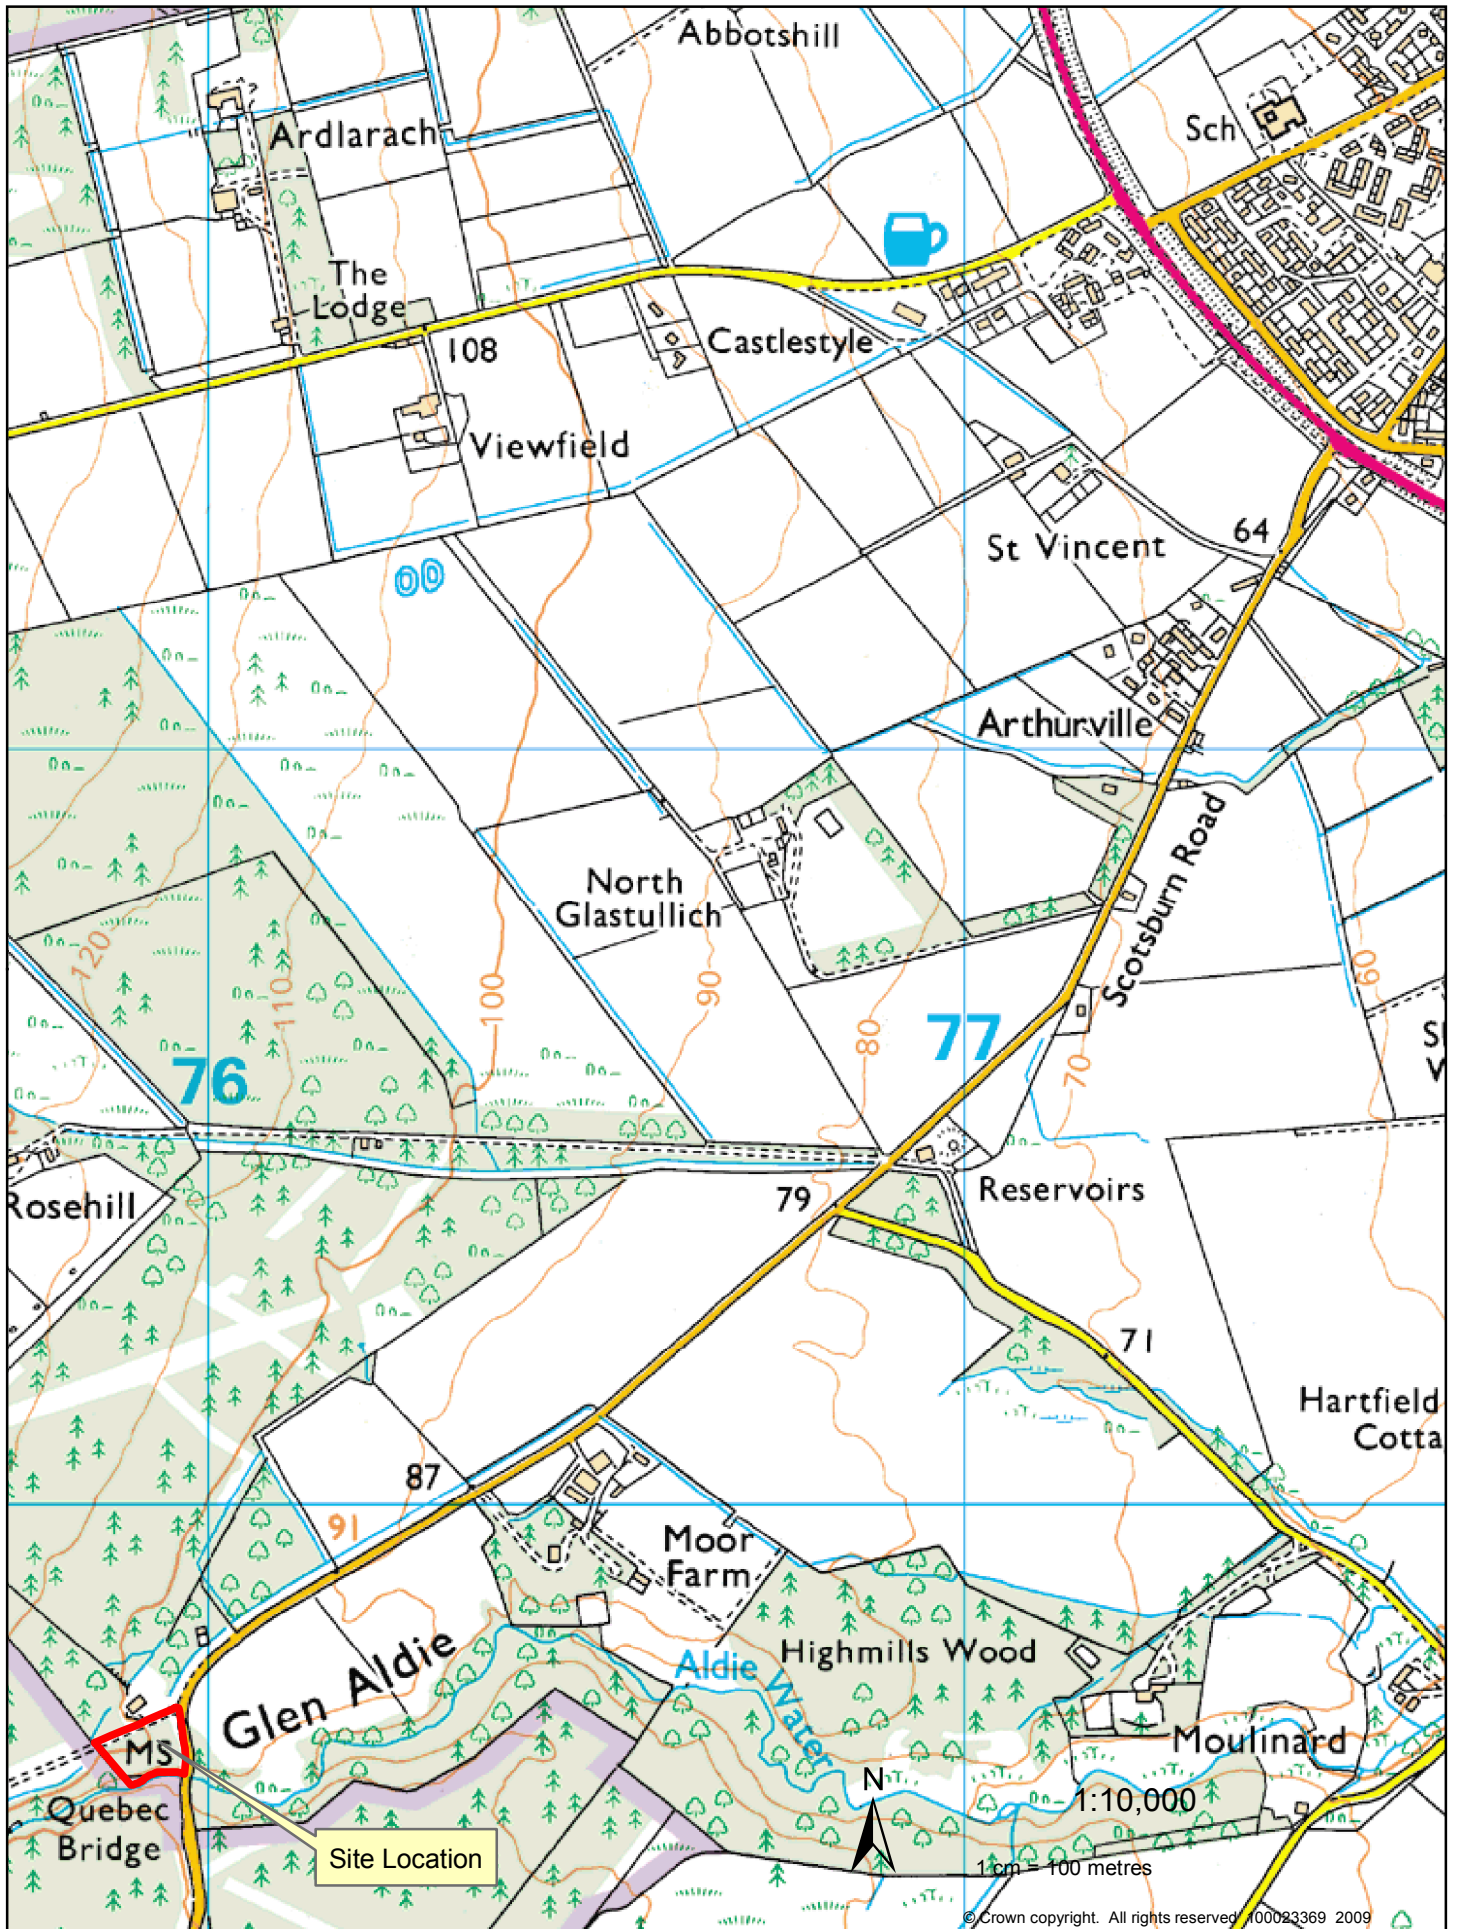 Abbotshill
Sch
Ardlarach
The
Lodge
108
Castlestyle
Viewfield
St Vincent
64
00
Arthurville
Scotsburn Road
North
Glastullich
120
110
100
90
80
77
70
60
76
Rosehill
79
Reservoirs
71
Hartfield
Cotta
87
91
Moor
Farm
Glen Aldie
Aldie Water
Highmills Wood
Moulinard
MS
Quebec
Bridge
Site Location
N
1:10,000
1 cm = 100 metres
© Crown copyright. All rights reserved 100023369 2009